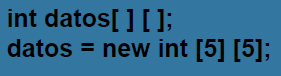 int datos[ ] [ ];
datos = new int [5] [5];